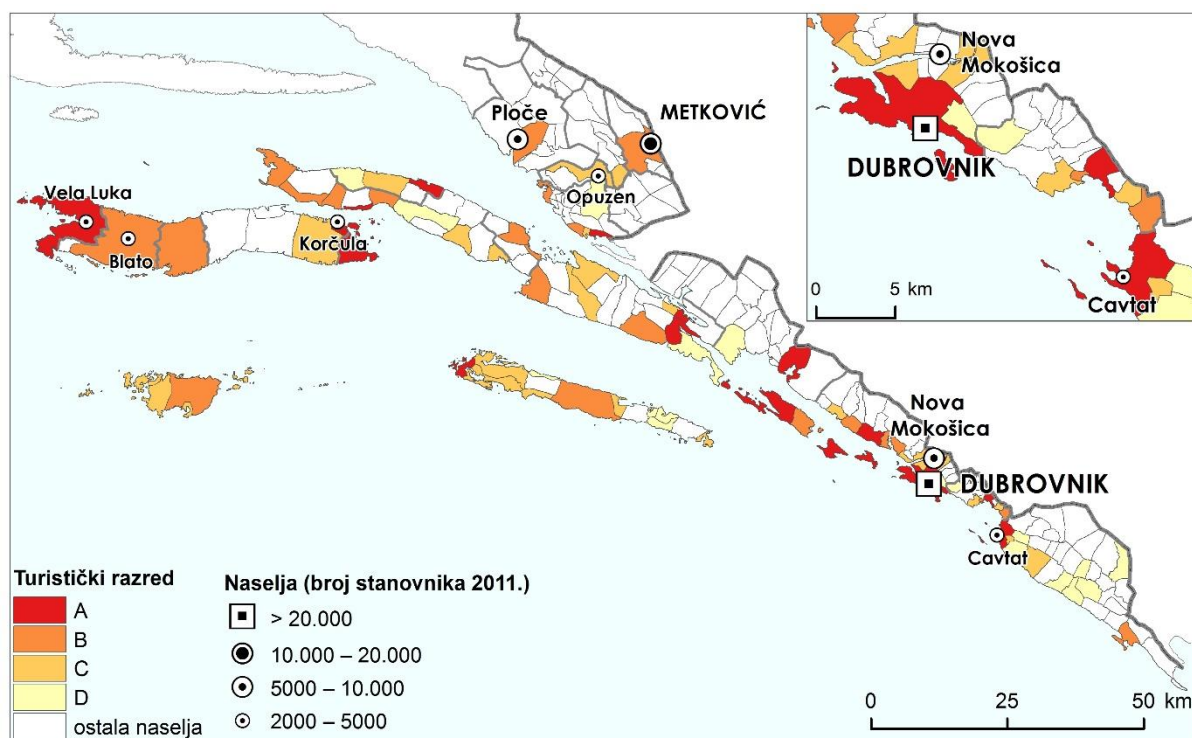 Nova
Mokošica
DUBROVNIK
Cavtat
0 5 km
Ploče
METKOVIĆ
Opuzen
Vela Luka
Blato
Korčula
Nova
Mokošica
DUBROVNIK
Cavtat
Turistički razred
A
B
C
D
ostala naselja
Naselja (broj stanovnika 2011.)
> 20.000
10.000 – 20.000
5000 – 10.000
2000 – 5000
0 25 50 km